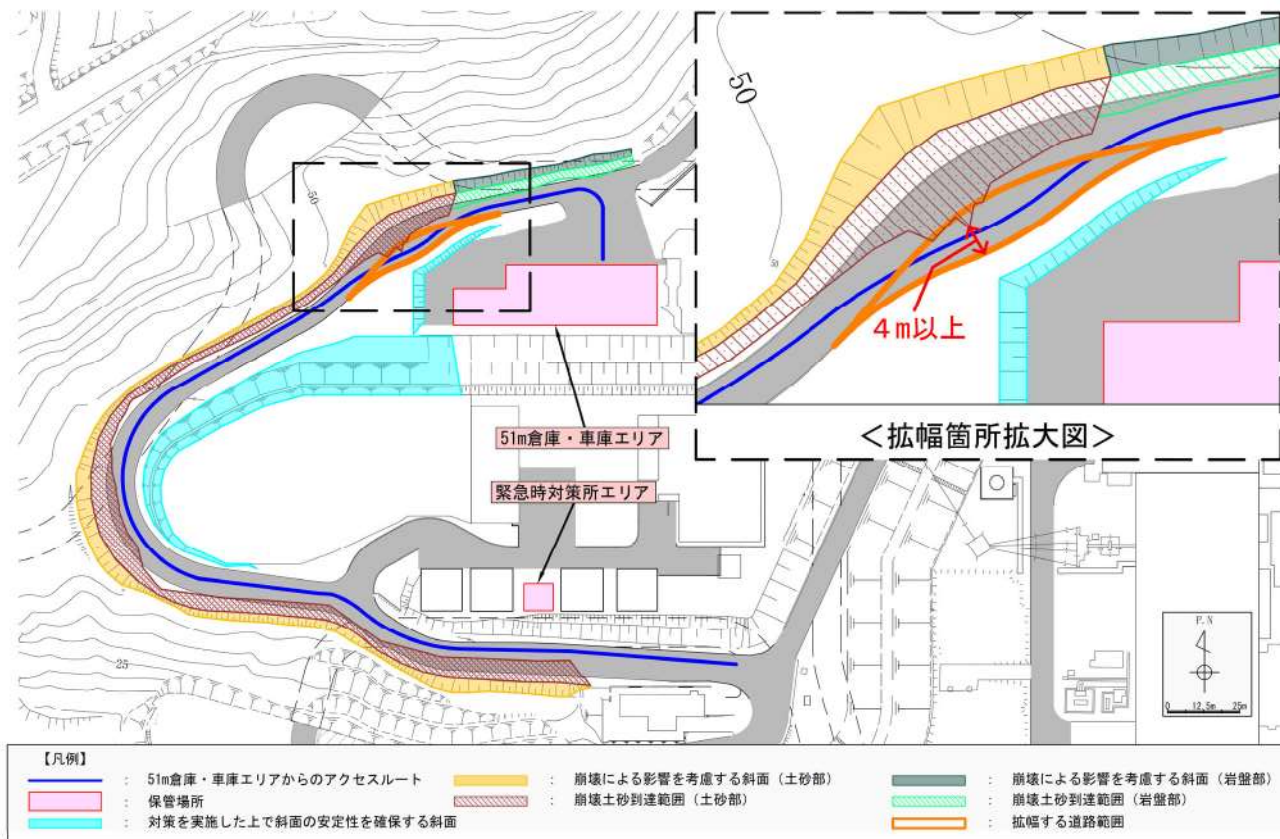 50
50
４ｍ以上
＜拡幅箇所拡大図＞
50
51m倉庫・車庫エリア
緊急時対策所エリア
25
P.N
0 12.5m 25m
【凡例】
： 51m倉庫・車庫エリアからのアクセスルート
： 保管場所
： 対策を実施した上で斜面の安定性を確保する斜面
： 崩壊による影響を考慮する斜面（土砂部）
： 崩壊土砂到達範囲（土砂部）
： 崩壊による影響を考慮する斜面（岩盤部）
： 崩壊土砂到達範囲（岩盤部）
： 拡幅する道路範囲